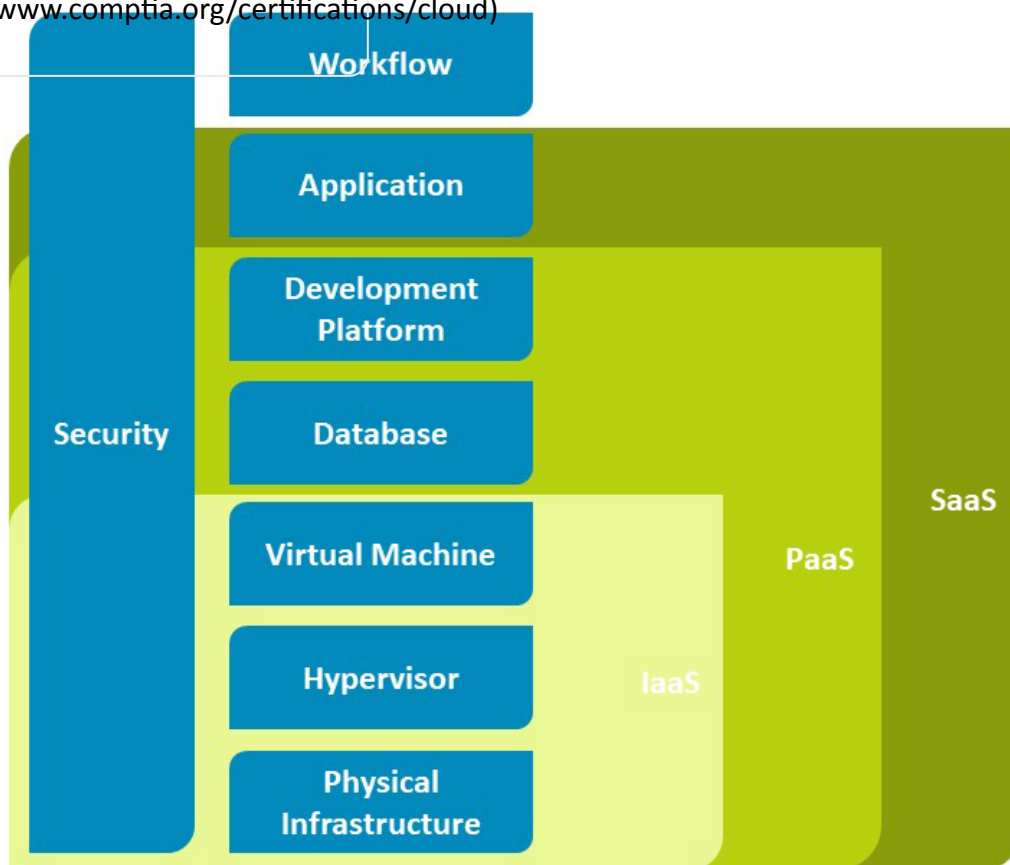 www.comptia.org/certifications/cloud)
Workflow
Application
Development
Platform
Security
Database
SaaS
Virtual Machine
PaaS
Hypervisor
IaaS
Physical
Infrastructure